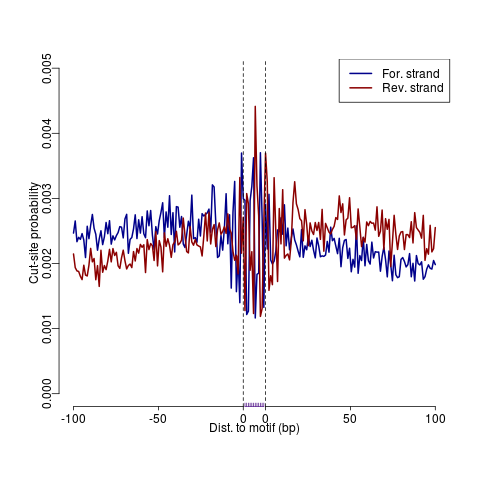 For. strand
Rev. strand
Cut-site probability
0.005
0.004
0.003
0.002
0.001
0.000
-100 -50 0 0 50 100
Dist. to motif (bp)